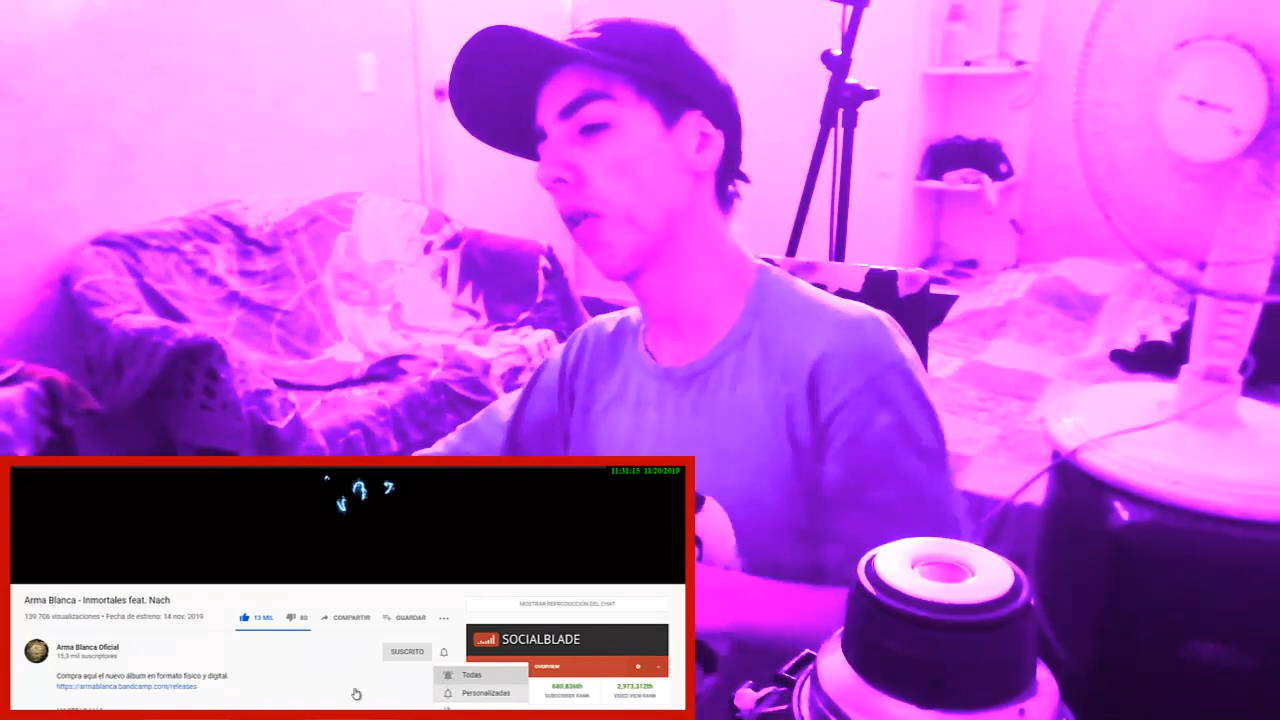 11:31:15 11/20/2019
Arma Blanca - Inmortales feat. Nach
139.706 visualizaciones • Fecha de estreno: 14 nov. 2019
13 MIL
80
COMPARTIR
GUARDAR
Arma Blanca Oficial
15,3 mil suscriptores
SUSCRITO
Compra aquí el nuevo álbum en formato físico y digital.
https://armablanca.bandcamp.com/releases
Todas
Personalizadas
MOSTRAR REPRODUCCIÓN DEL CHAT
SOCIALBLADE
OVERVIEW
680,836th
2,973,312th
SUBSCRIBER RANK
VIDEO VIEW RANK